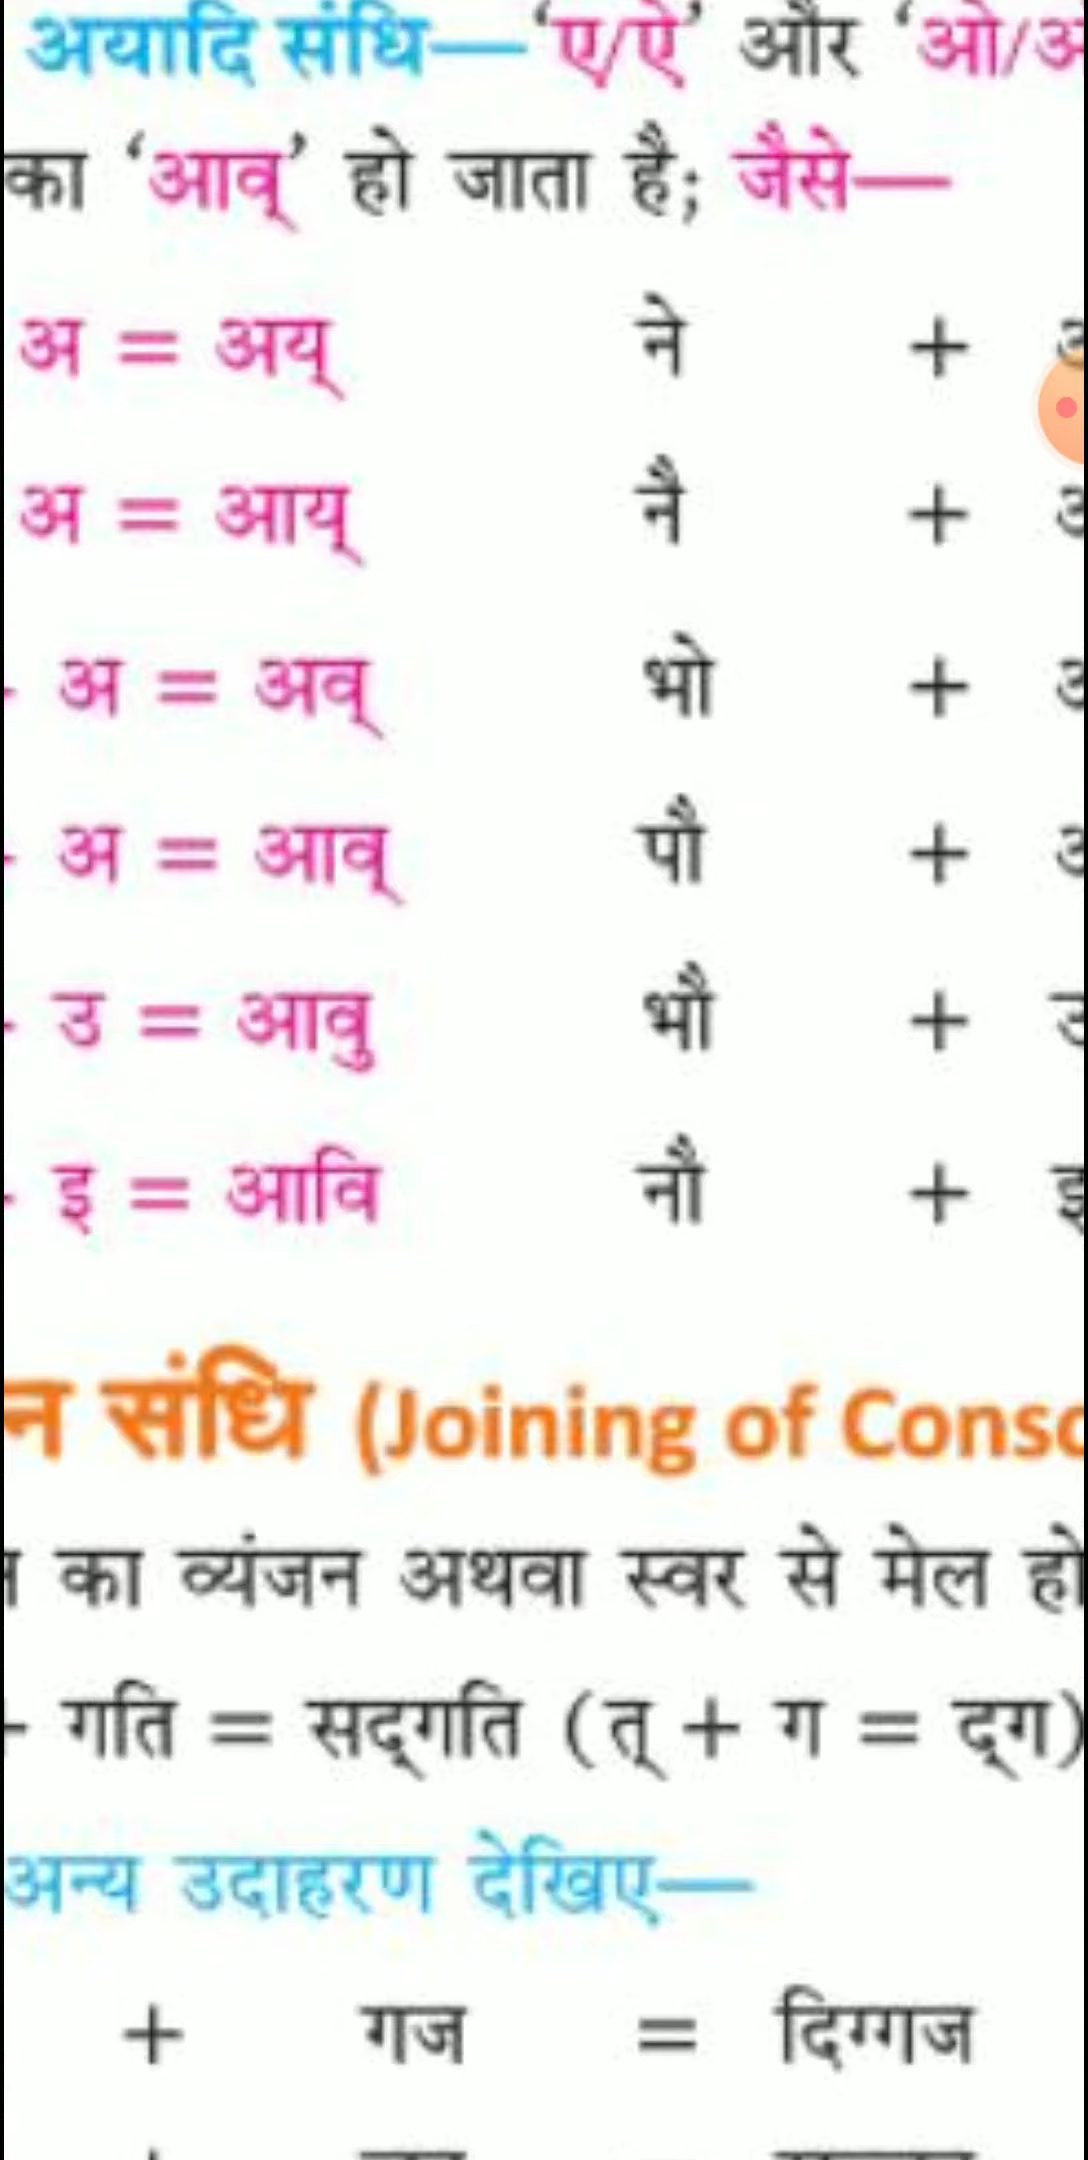 अयादि संधि—‘ए/ऐ’ और ‘ओ/
का ‘आव्’ हो जाता है; जैसे—
अ = अय् ने +
अ = आय् नै +
अ = अव् भो +
अ = आव् पौ +
उ = आवु भौ +
इ = आवि नौ + इ
न संधि (Joining of Conso
का व्यंजन अथवा स्वर से मेल हो
+ गति = सद्‌गति (त् + ग = द्‌ग)
अन्य उदाहरण देखिए—
+ गज = दिग्गज